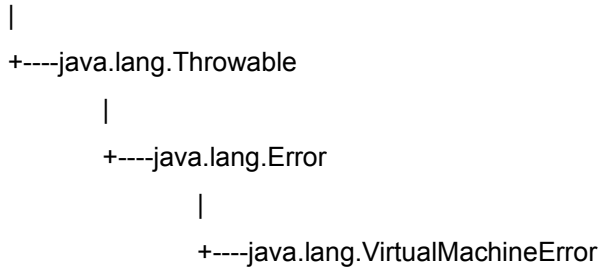 |
+----java.lang.Throwable
|
+----java.lang.Error
|
+----java.lang.VirtualMachineError